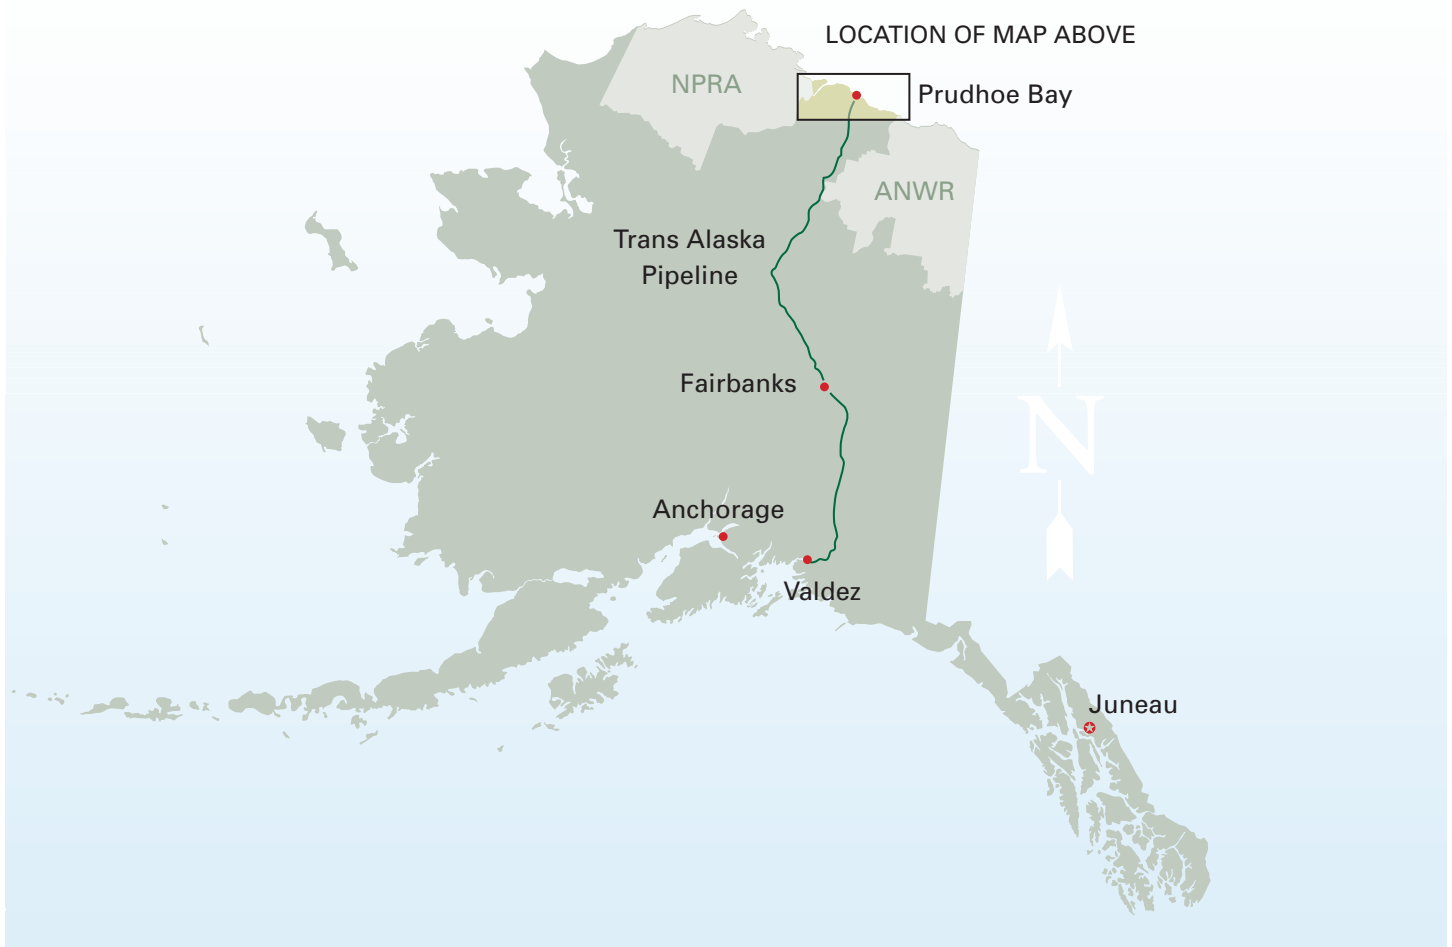 LOCATION OF MAP ABOVE
NPRA
Prudhoe Bay
ANWR
Trans Alaska
Pipeline
Fairbanks
N
Anchorage
Valdez
Juneau